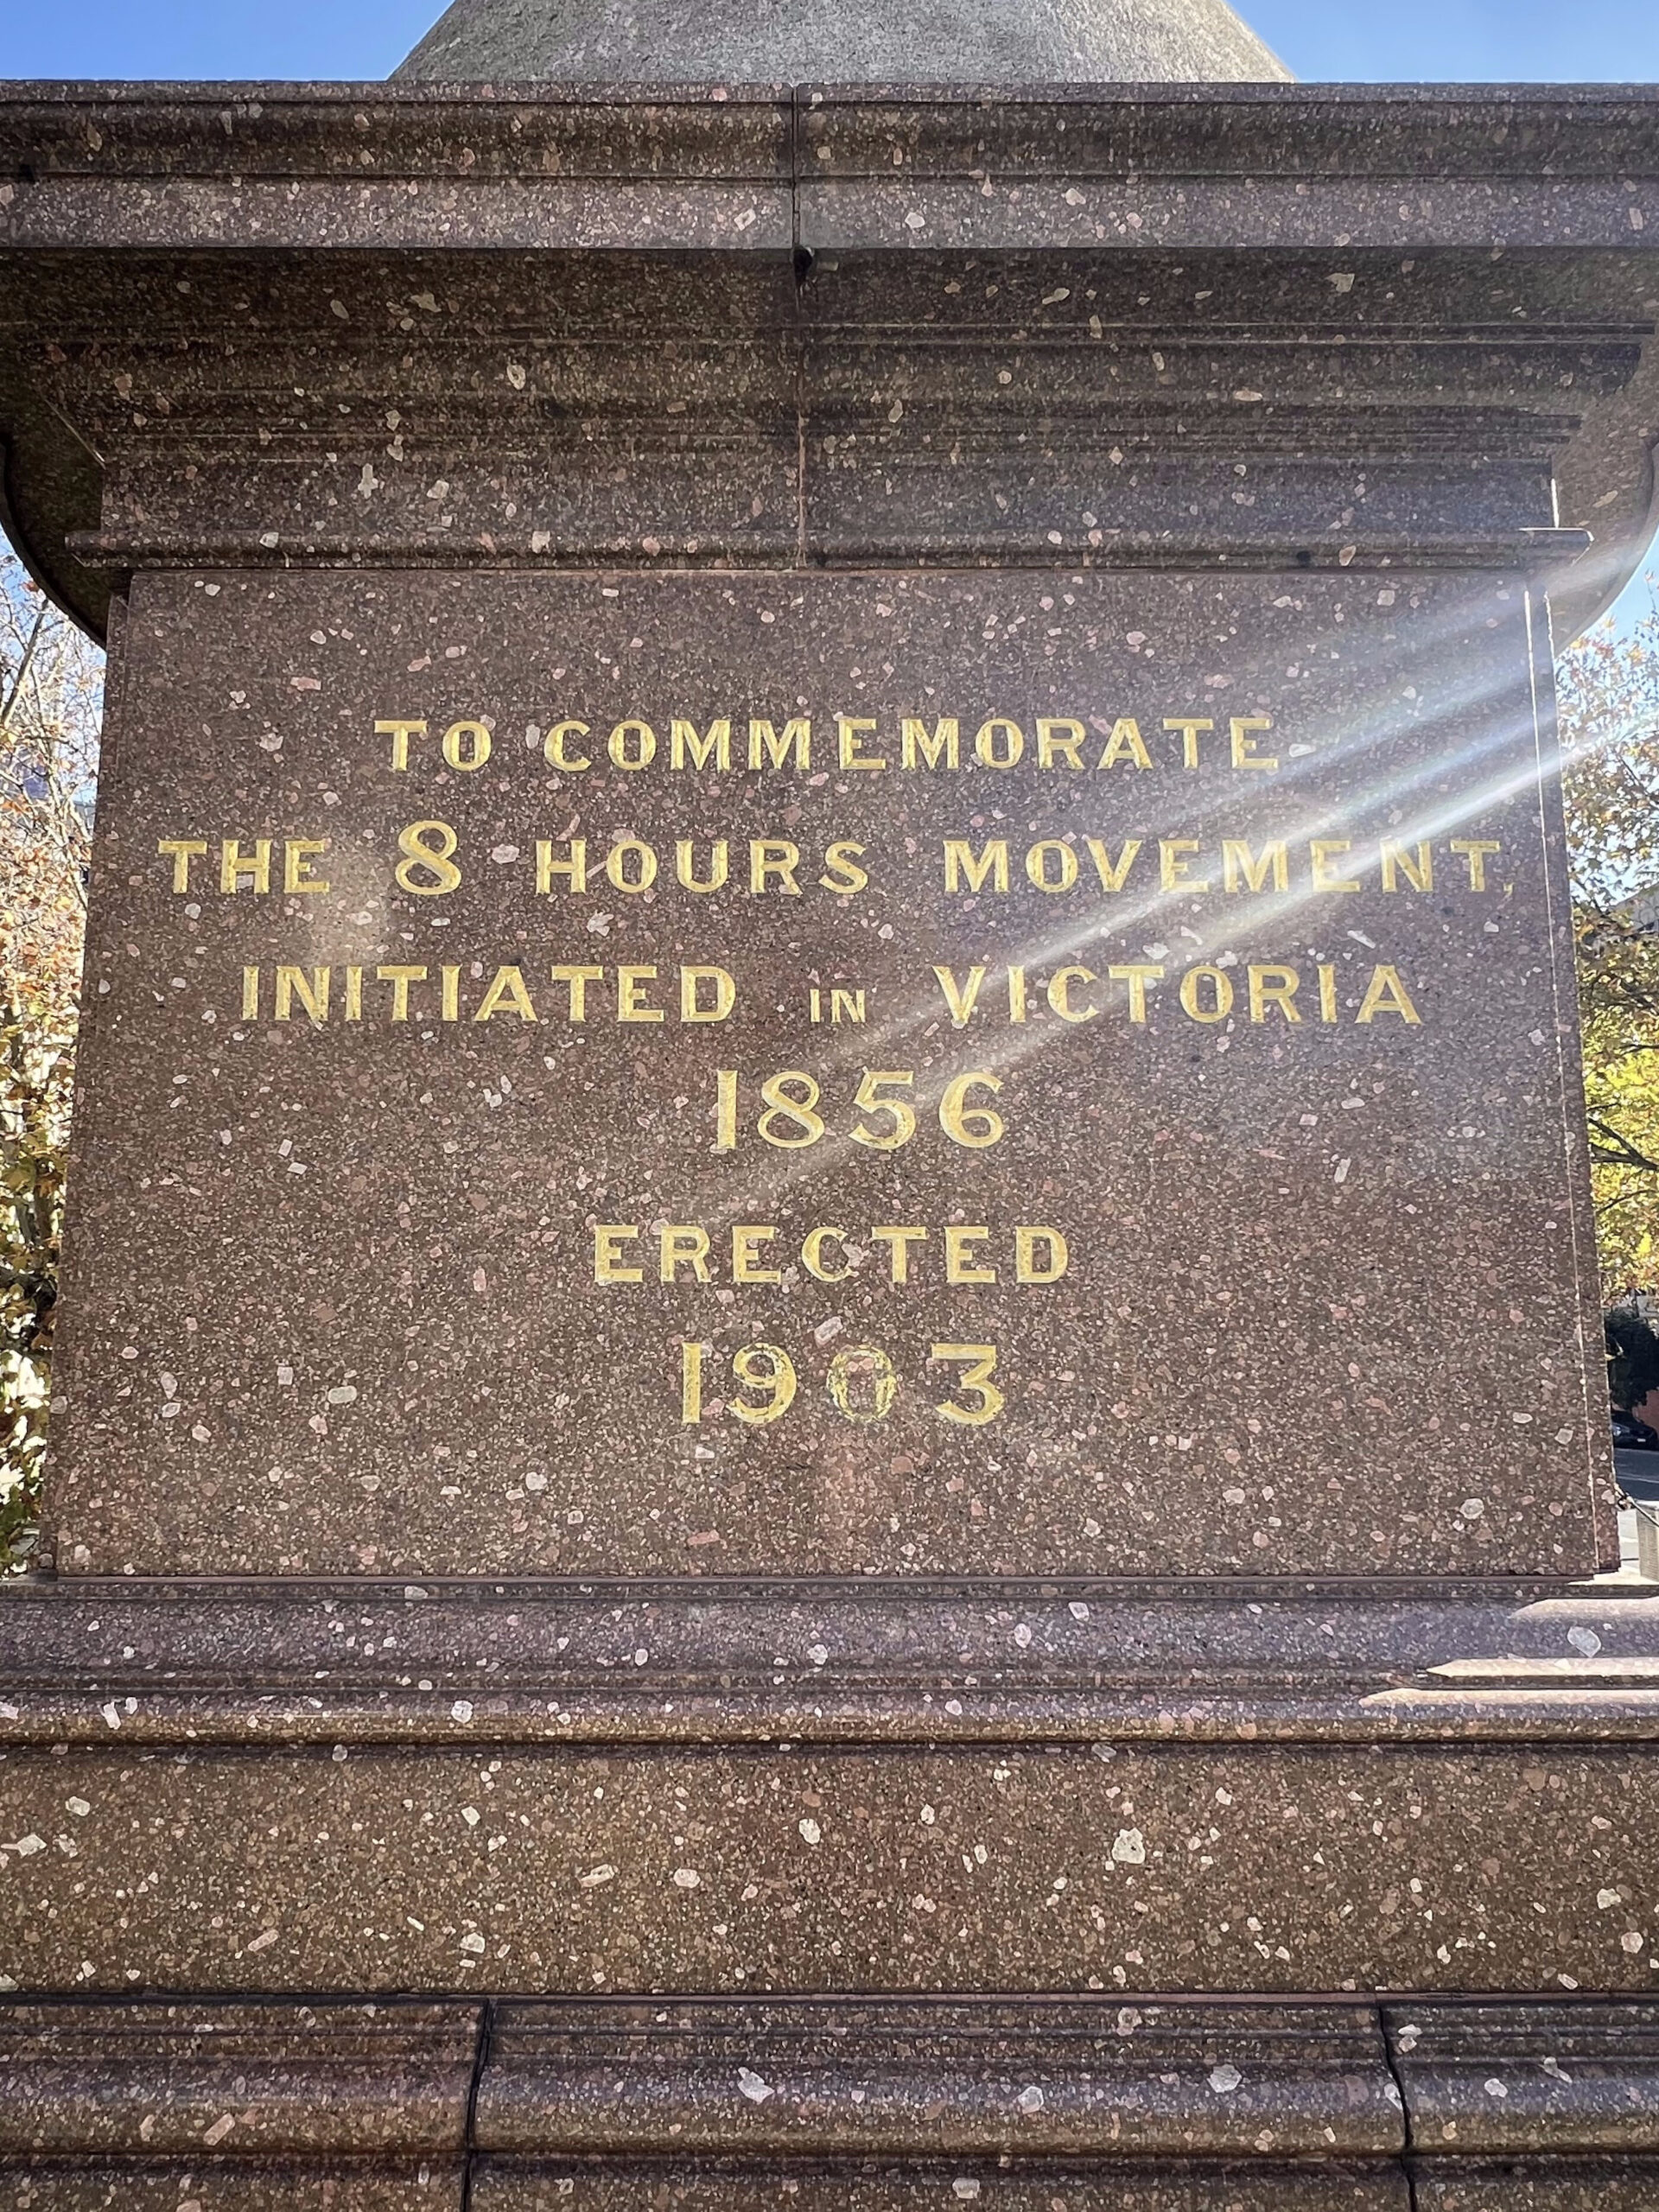 TO COMMEMORATE
THE 8 HOURS MOVEMENT,
INITIATED IN VICTORIA
1856
ERECTED
1903